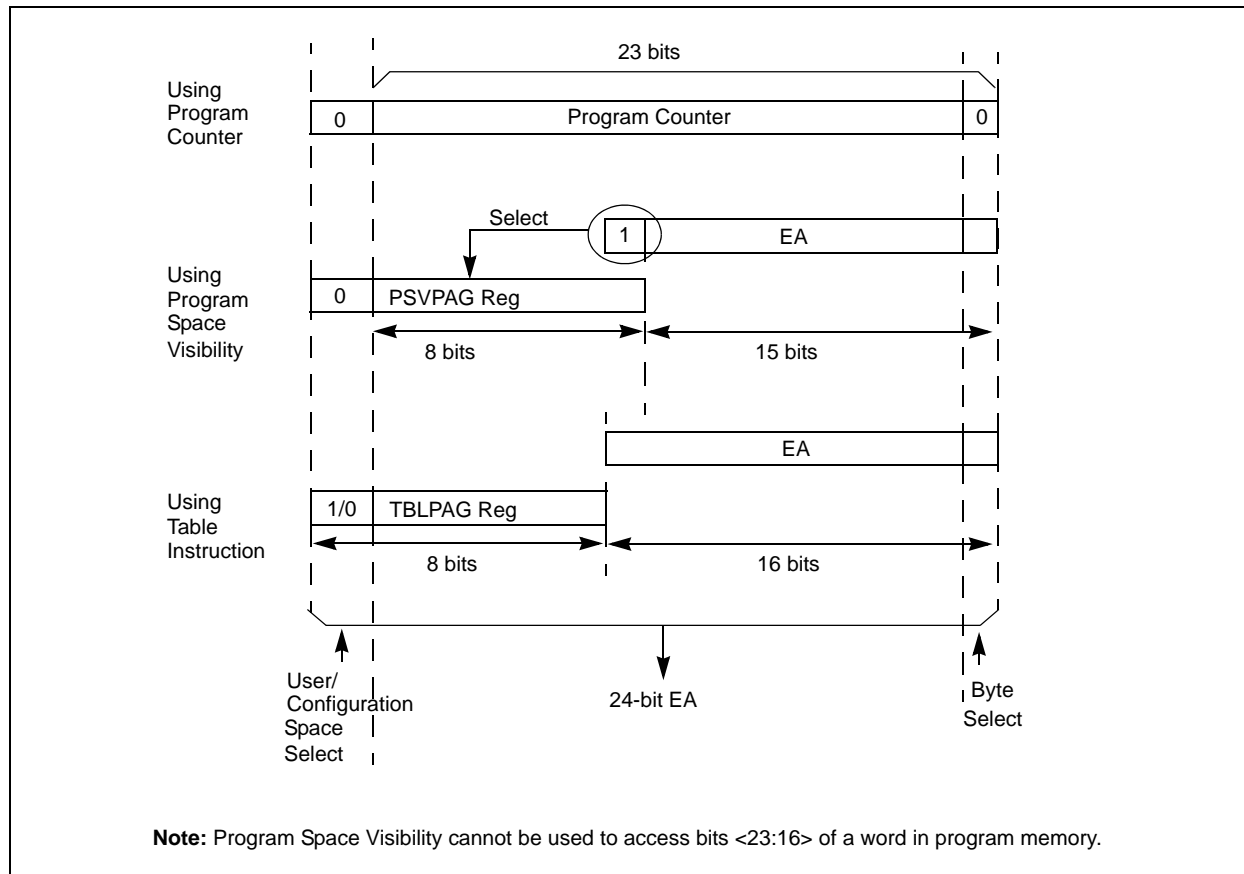 23 bits
Using
Program
Counter
0
Program Counter
0
Select
1
EA
Using
Program
Space
Visibility
0
PSVPAG Reg
8 bits
15 bits
EA
Using
Table
Instruction
1/0
TBLPAG Reg
8 bits
16 bits
User/
Configuration
Space
Select
24-bit EA
Byte
Select
Note: Program Space Visibility cannot be used to access bits <23:16> of a word in program memory.